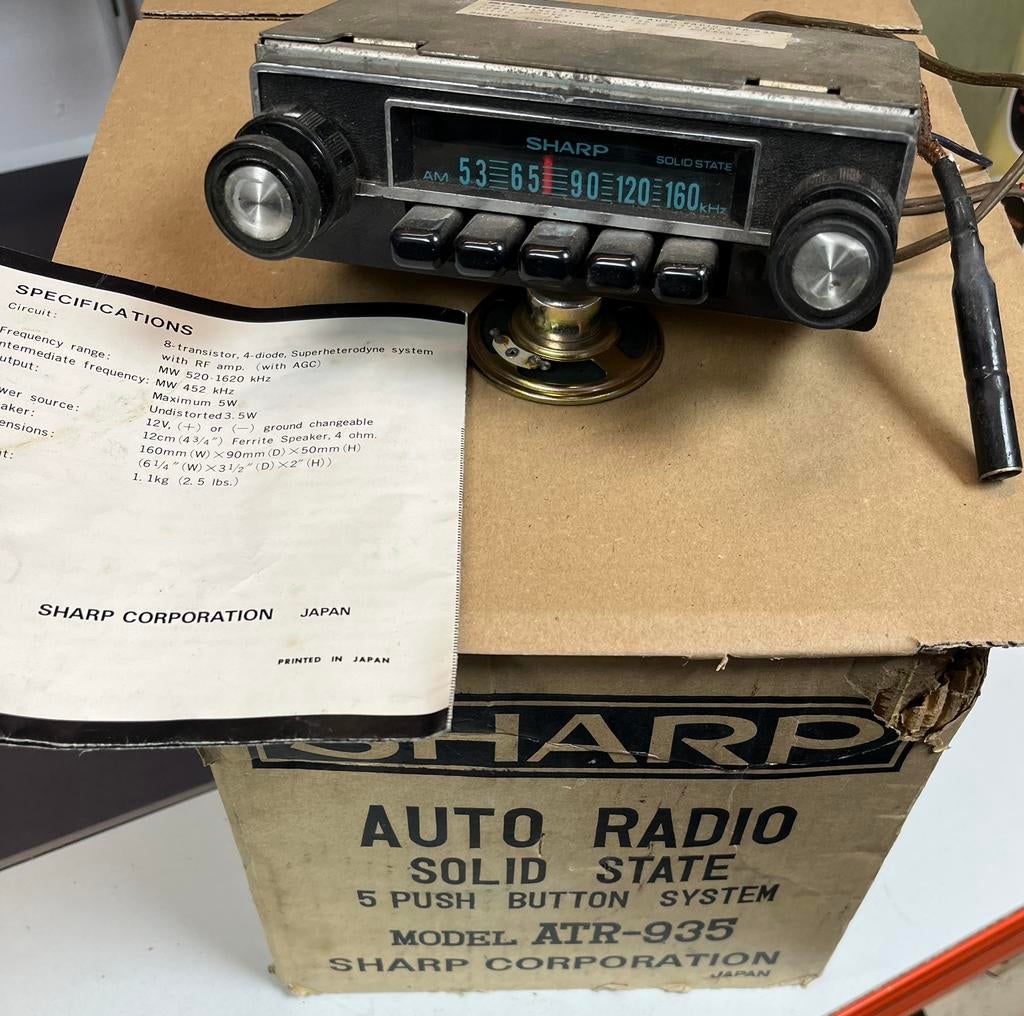 SHARP
SOLID STATE
AM 53 65 90 120 160 kHz
SPECIFICATIONS
Circuit: 8-transistor, 4-diode, Superheterodyne system
with RF amp. (with AGC)
Frequency range: MW 520-1620 kHz
ntermediate frequency: MW 452 kHz
utput: Maximum 5W
Undistorted 3.5W
wer source: 12V, (+) or (−) ground changeable
aker: 12cm (4 3/4") Ferrite Speaker, 4 ohm.
ensions: 160mm (W) × 90mm (D) × 50mm (H)
(6 1/4" (W) × 3 1/2" (D) × 2" (H))
t: 1.1kg (2.5 lbs.)
SHARP CORPORATION JAPAN
PRINTED IN JAPAN
SHARP
AUTO RADIO
SOLID STATE
5 PUSH BUTTON SYSTEM
MODEL ATR-935
SHARP CORPORATION
JAPAN